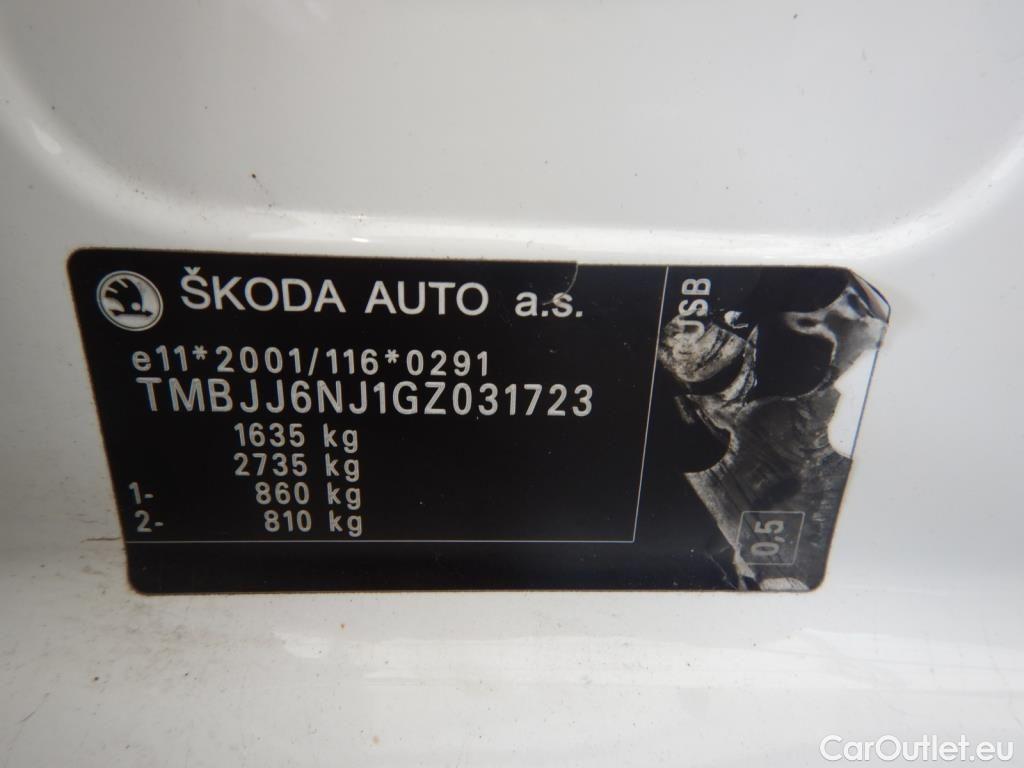 ŠKODA AUTO a.s.
e11*2001/116*0291
TMBJJ6NJ1GZ031723
1635 kg
2735 kg
1- 860 kg
2- 810 kg
USB
0,5
CarOutlet.eu